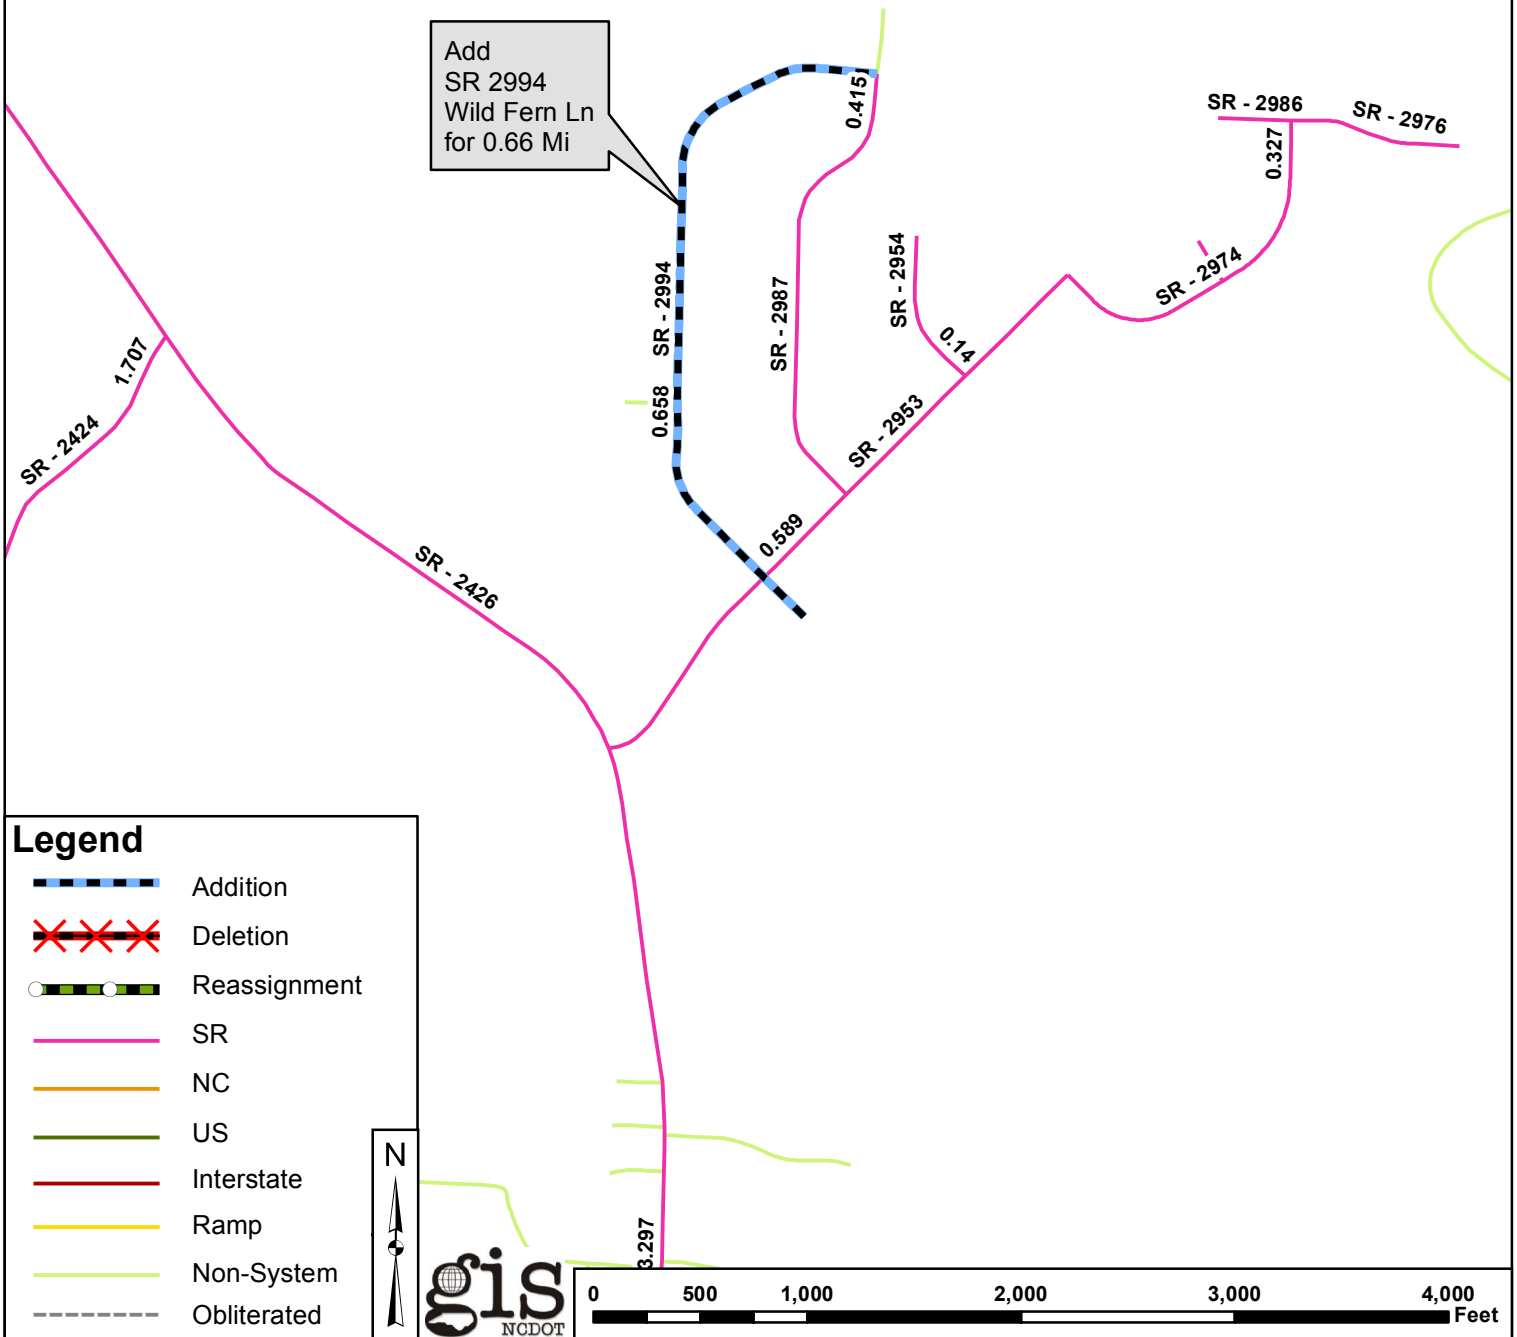 Add
SR 2994
Wild Fern Ln
for 0.66 Mi
0.415
SR - 2986
SR - 2976
0.327
SR - 2994
SR - 2987
SR - 2954
SR - 2974
1.707
0.14
0.658
SR - 2424
SR - 2953
0.589
SR - 2426
Legend
Addition
Deletion
Reassignment
SR
NC
US
Interstate
Ramp
Non-System
Obliterated
N
gis
NCDOT
3.297
0 500 1,000 2,000 3,000 4,000
Feet